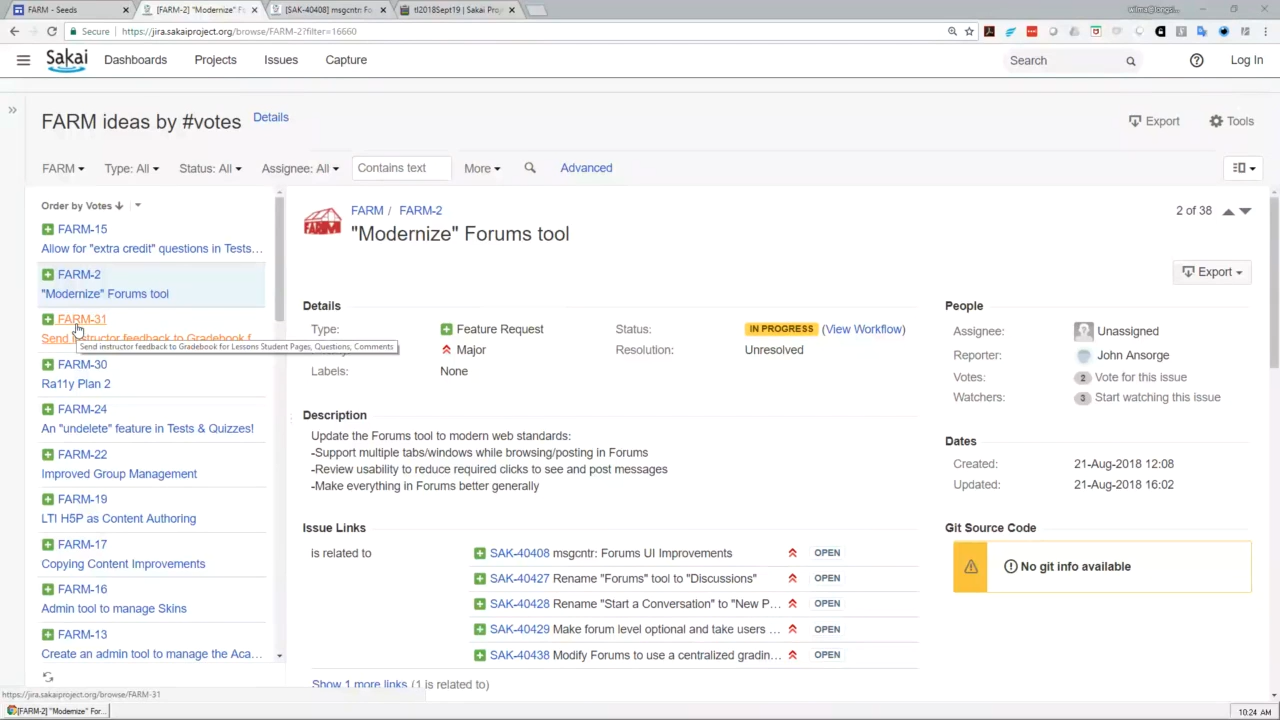 FARM - Seeds
[FARM-2] "Modernize" Foru
[SAK-40408] msgcntr: Fo
tl2018Sept19 | Sakai Proj
Secure | https://jira.sakaiproject.org/browse/FARM-2?filter=16660
Sakai
Dashboards
Projects
Issues
Capture
Search
Log In
FARM ideas by #votes
Details
Export
Tools
FARM
Type: All
Status: All
Assignee: All
Contains text
More
Advanced
Order by Votes
FARM-15
Allow for "extra credit" questions in Tests…
FARM-2
"Modernize" Forums tool
FARM-31
Send instructor feedback to Gradebook f
Send instructor feedback to Gradebook for Lessons Student Pages, Questions, Comments
FARM-30
Ra11y Plan 2
FARM-24
An "undelete" feature in Tests & Quizzes!
FARM-22
Improved Group Management
FARM-19
LTI H5P as Content Authoring
FARM-17
Copying Content Improvements
FARM-16
Admin tool to manage Skins
FARM-13
Create an admin tool to manage the Aca…
FARM
FARM / FARM-2
"Modernize" Forums tool
2 of 38
Export
Details
Type: Feature Request
Status: IN PROGRESS (View Workflow)
Major
Resolution: Unresolved
Labels: None
Description
Update the Forums tool to modern web standards:
-Support multiple tabs/windows while browsing/posting in Forums
-Review usability to reduce required clicks to see and post messages
-Make everything in Forums better generally
Issue Links
is related to
SAK-40408 msgcntr: Forums UI Improvements OPEN
SAK-40427 Rename "Forums" tool to "Discussions" OPEN
SAK-40428 Rename "Start a Conversation" to "New P… OPEN
SAK-40429 Make forum level optional and take users … OPEN
SAK-40438 Modify Forums to use a centralized gradin… OPEN
Show 1 more links (1 is related to)
People
Assignee: Unassigned
Reporter: John Ansorge
Votes: 2 Vote for this issue
Watchers: 3 Start watching this issue
Dates
Created: 21-Aug-2018 12:08
Updated: 21-Aug-2018 16:02
Git Source Code
No git info available
https://jira.sakaiproject.org/browse/FARM-31
[FARM-2] "Modernize" For...
10:24 AM